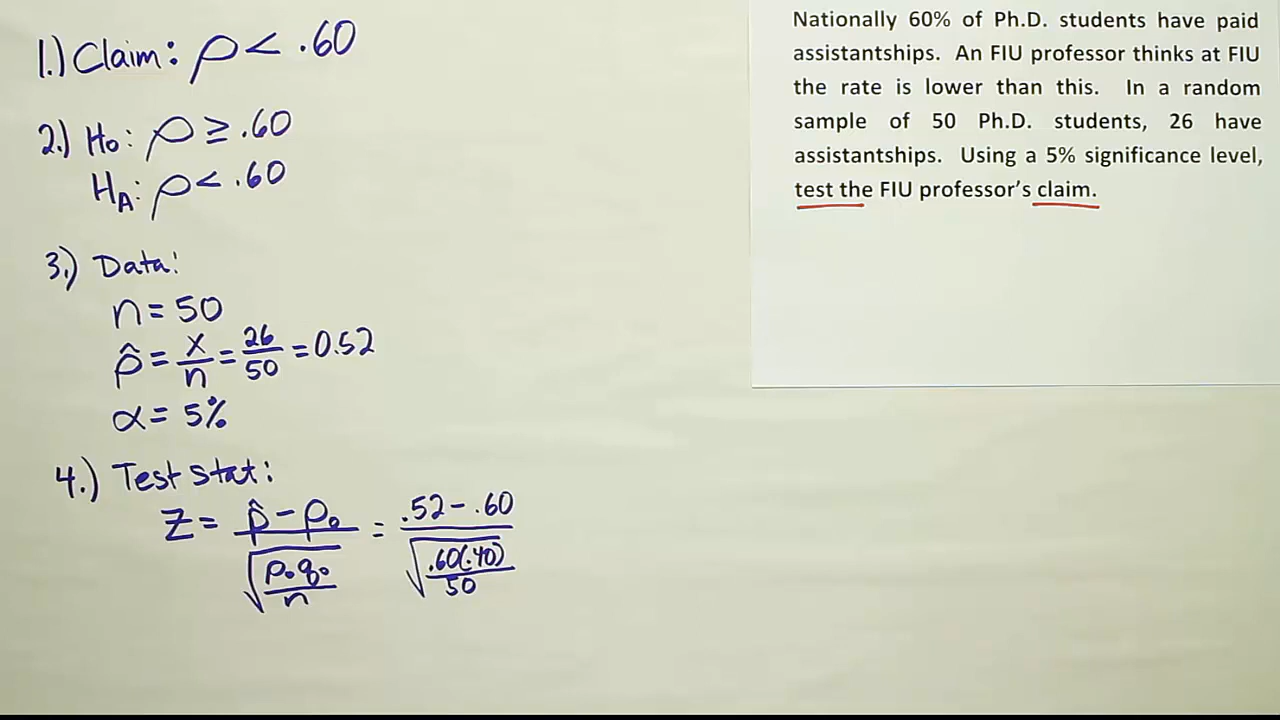 1.) Claim: p < .60
2.) Ho: p ≥ .60
HA: p < .60
3.) Data:
n = 50
p̂ = x/n = 26/50 = 0.52
α = 5%
4.) Test Stat:
Z = (p̂ - p₀)/√(p₀q₀/n) = (.52 - .60)/√(.60(.40)/50)
Nationally 60% of Ph.D. students have paid
assistantships. An FIU professor thinks at FIU
the rate is lower than this. In a random
sample of 50 Ph.D. students, 26 have
assistantships. Using a 5% significance level,
test the FIU professor's claim.